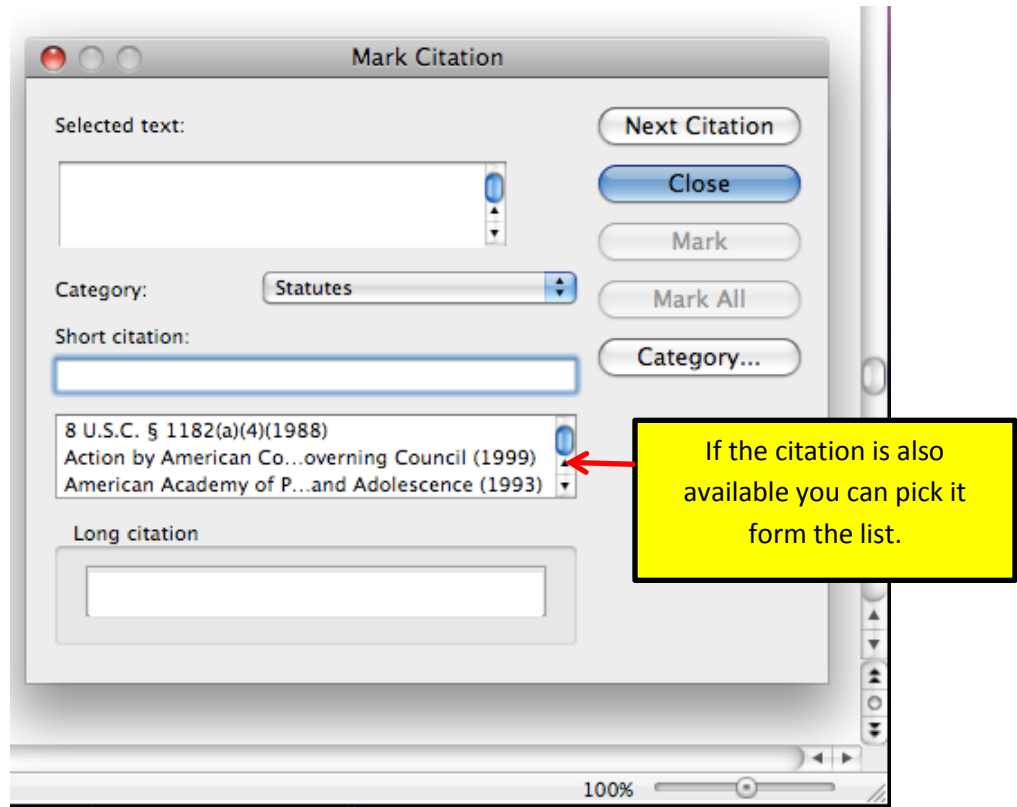 Mark Citation
Selected text:
Next Citation
Close
Mark
Category:
Statutes
Mark All
Short citation:
Category...
8 U.S.C. § 1182(a)(4)(1988)
Action by American Co...overning Council (1999)
American Academy of P...and Adolescence (1993)
If the citation is also
available you can pick it
form the list.
Long citation
100%